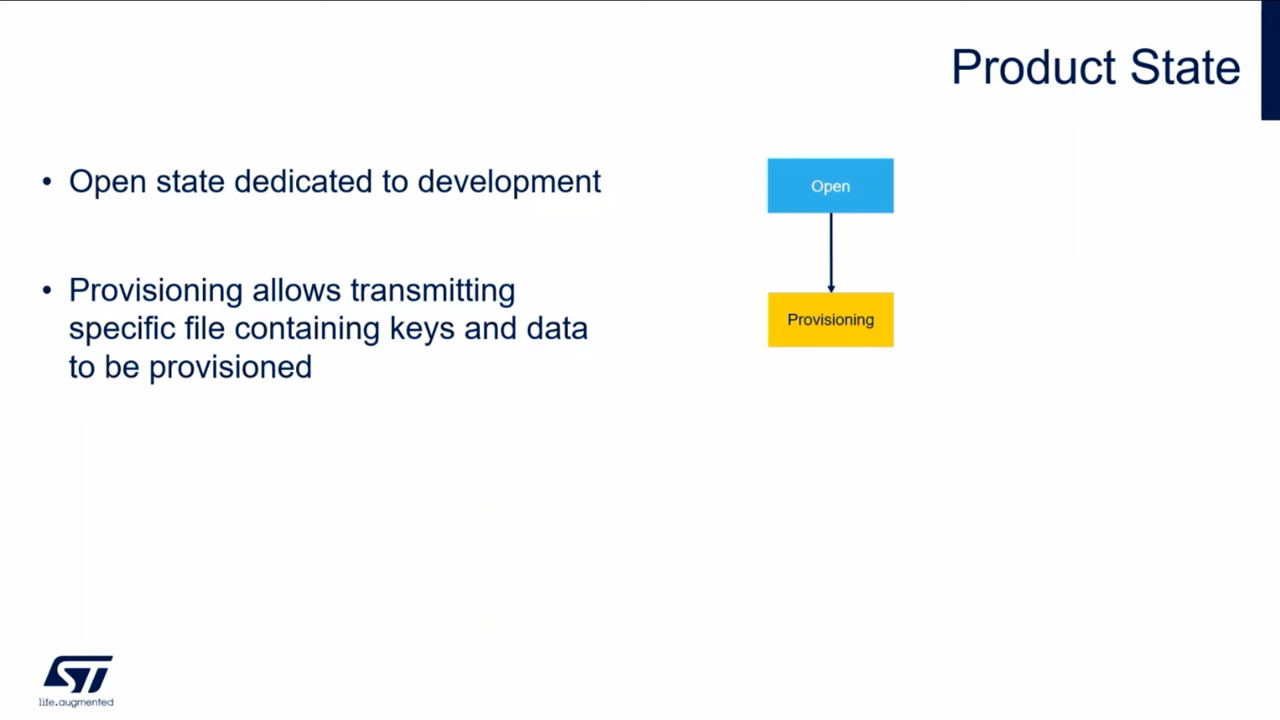 Product State
• Open state dedicated to development
• Provisioning allows transmitting
specific file containing keys and data
to be provisioned
Open
Provisioning
ST
life.augmented